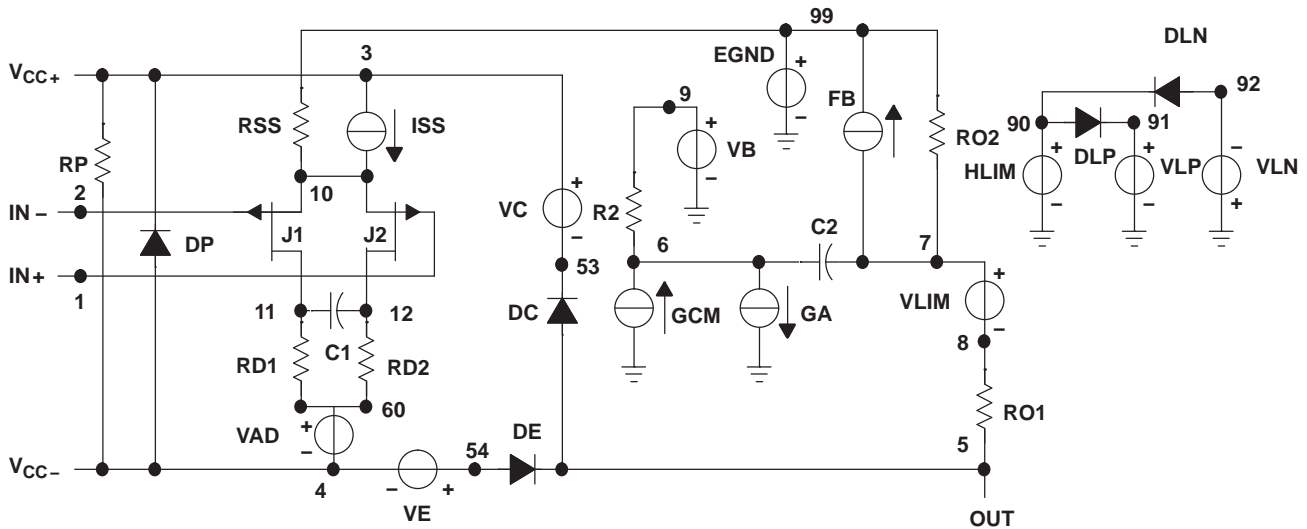 99
DLN
3
EGND
+
92
VCC+
FB
9
+
−
RSS
ISS
VB
RO2
90
91
RP
+
−
+
−
+
−
2
10
HLIM
DLP
VLP
VLN
−
+
IN−
VC
R2
C2
J1
J2
DP
6
7
IN+
−
53
+
1
VLIM
11
12
DC
GCM
GA
−
C1
8
RD1
RD2
60
RO1
+
VAD
−
54
DE
5
VCC−
4
−
+
VE
OUT